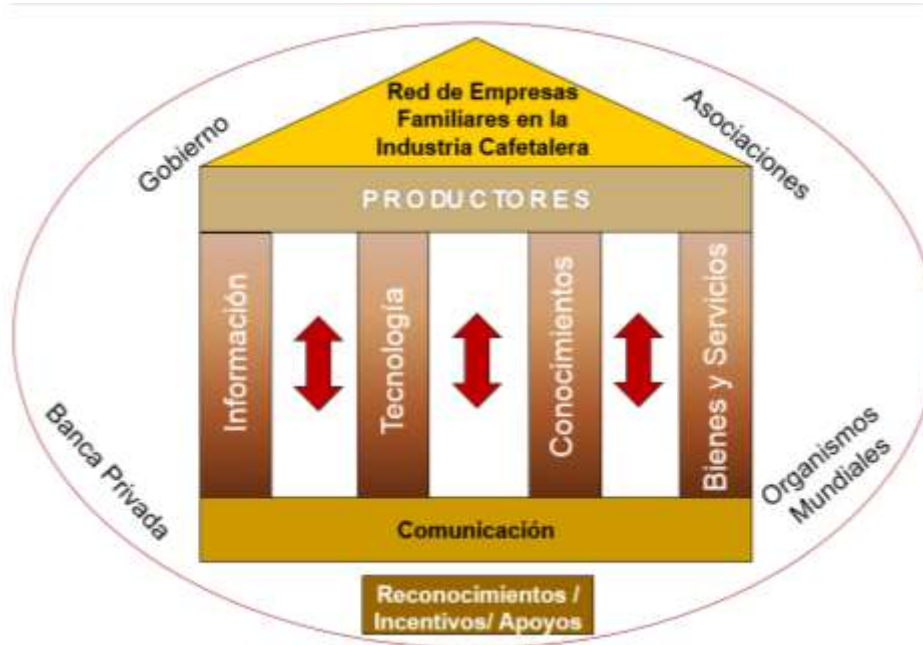 Red de Empresas
Familiares en la
Industria Cafetalera
Gobierno
Asociaciones
PRODUCTORES
Información
Tecnología
Conocimientos
Bienes y Servicios
Banca Privada
Organismos
Mundiales
Comunicación
Reconocimientos /
Incentivos/ Apoyos